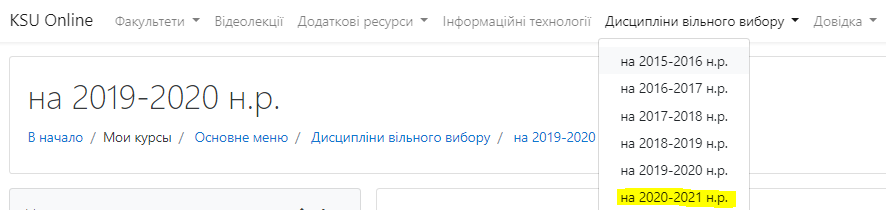 KSU Online Факультети Відеолекції Додаткові ресурси Інформаційні технології Дисципліни вільного вибору Довідка
на 2015-2016 н.р.
на 2016-2017 н.р.
на 2017-2018 н.р.
на 2018-2019 н.р.
на 2019-2020 н.р.
на 2020-2021 н.р.
на 2019-2020 н.р.
В начало / Мои курсы / Основне меню / Дисципліни вільного вибору / на 2019-2020